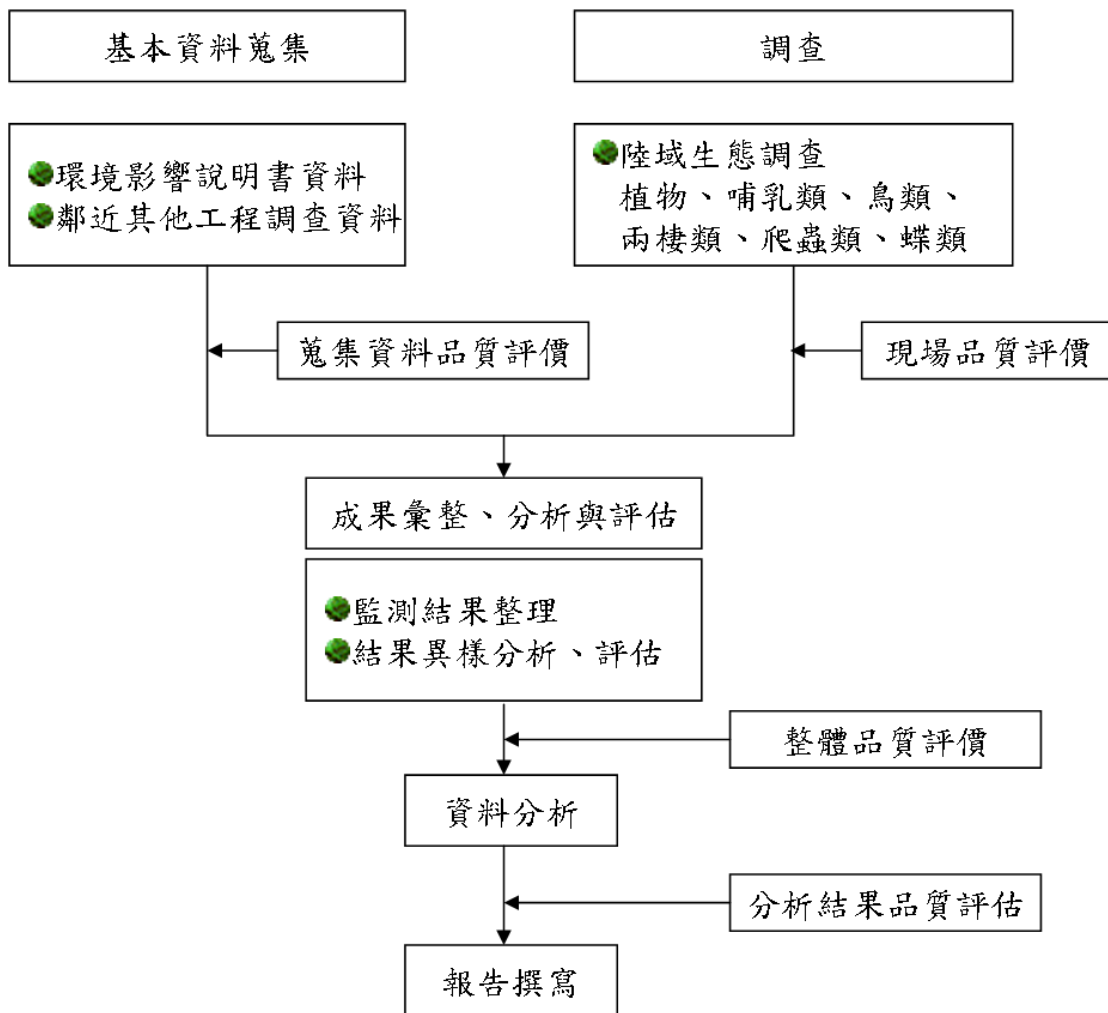 基本資料蒐集
調查
環境影響說明書資料
鄰近其他工程調查資料
陸域生態調查
植物、哺乳類、鳥類、
兩棲類、爬蟲類、蝶類
蒐集資料品質評價
現場品質評價
成果彙整、分析與評估
監測結果整理
結果異樣分析、評估
整體品質評價
資料分析
分析結果品質評估
報告撰寫